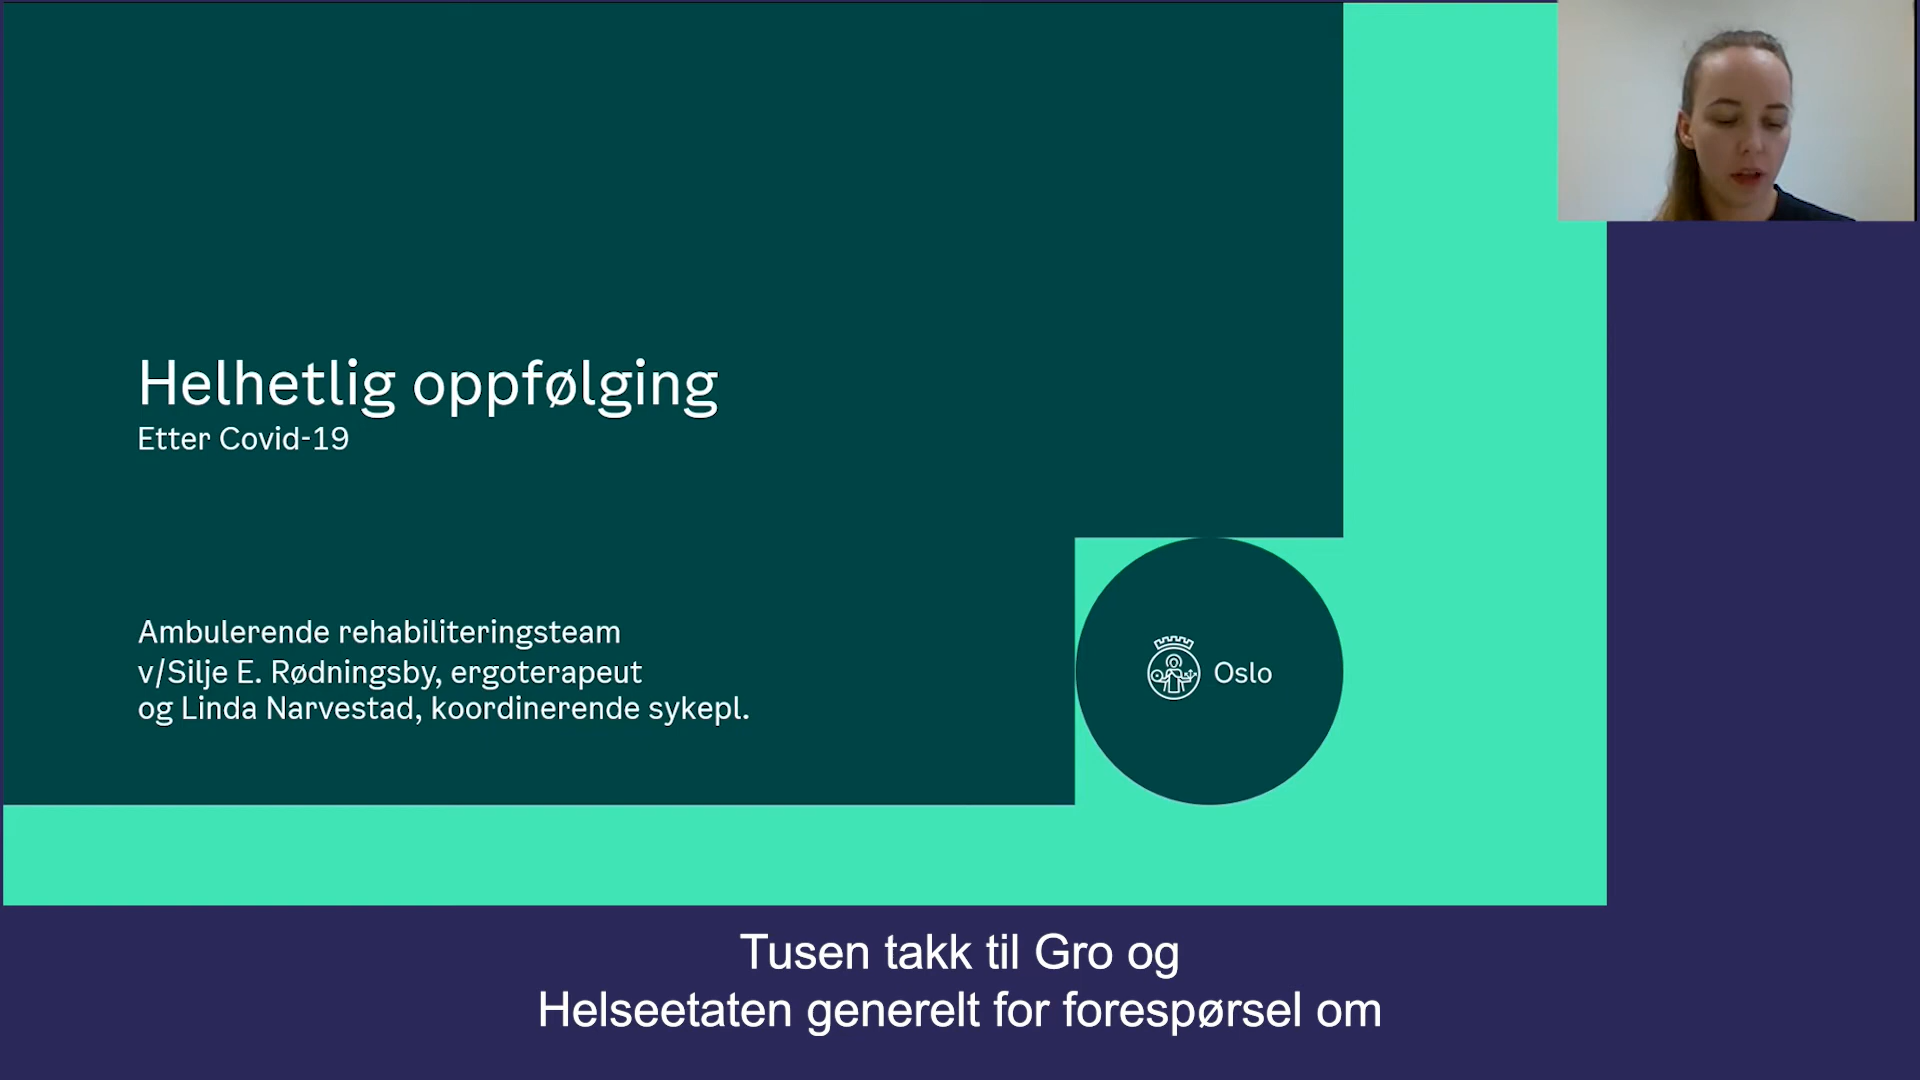 Helhetlig oppfølging
Etter Covid-19
Ambulerende rehabiliteringsteam
v/Silje E. Rødningsby, ergoterapeut
og Linda Narvestad, koordinerende sykepl.
Oslo
Tusen takk til Gro og
Helseetaten generelt for forespørsel om